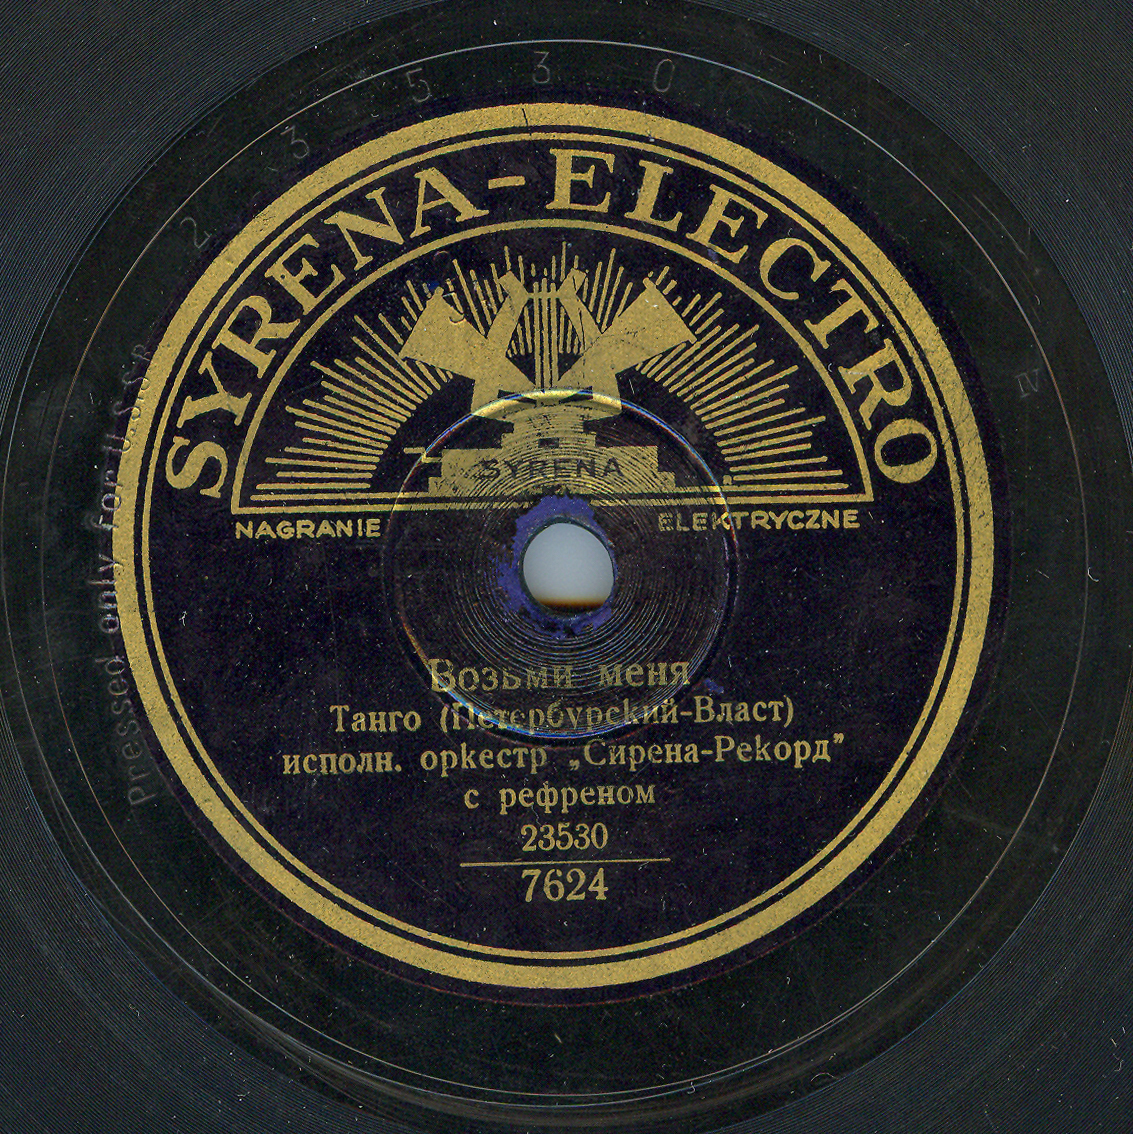 2 3 5 3 0
SYRENA-ELECTRO
SYRENA
NAGRANIE ELEKTRYCZNE
Возьми меня
Танго (Петербурский-Власт)
исполн. оркестр „Сирена-Рекорд”
с рефреном
23530
7624
Pressed only for U.S.S.R.
IV